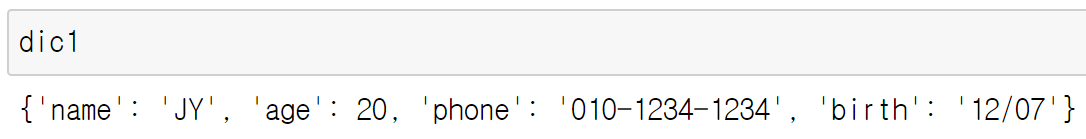 dic1
{'name': 'JY', 'age': 20, 'phone': '010-1234-1234', 'birth': '12/07'}